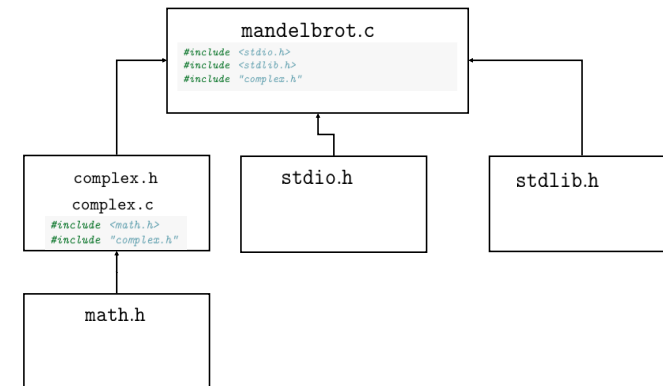 mandelbrot.c
#include <stdio.h>
#include <stdlib.h>
#include "complex.h"
complex.h
complex.c
#include <math.h>
#include "complex.h"
stdio.h
stdlib.h
math.h